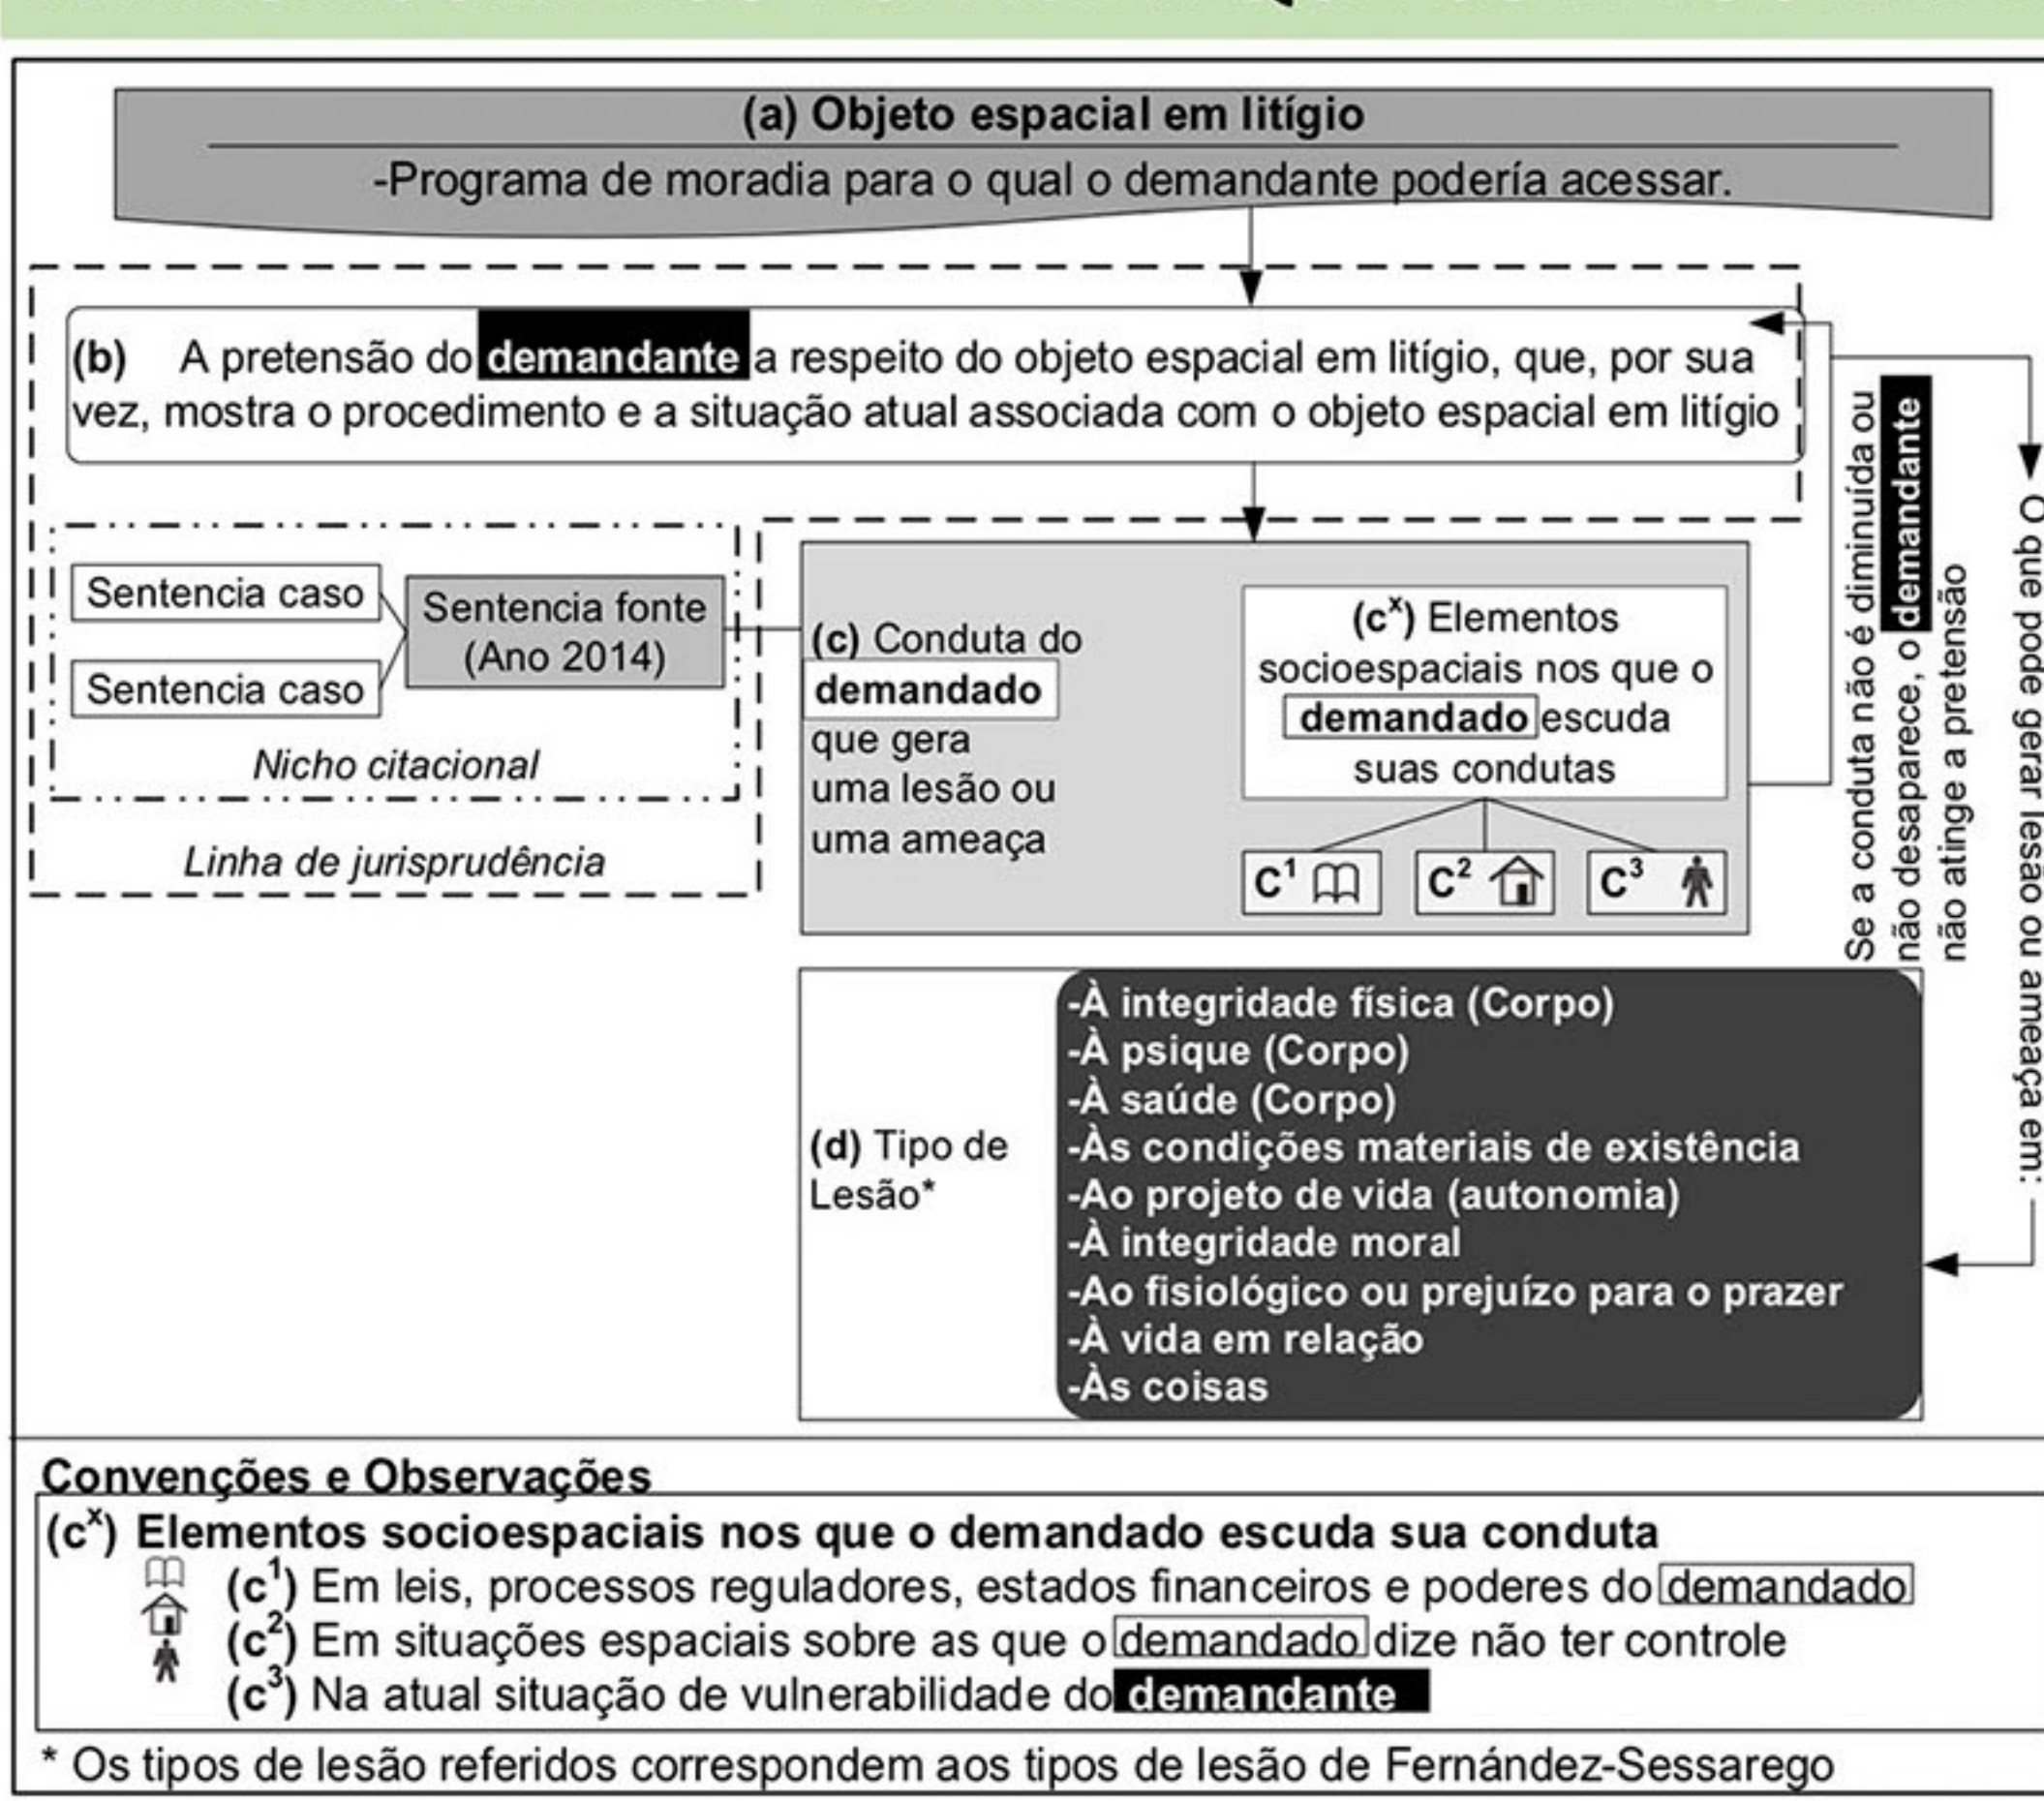 (a) Objeto espacial em litígio
-Programa de moradia para o qual o demandante podería acessar.
(b) A pretensão do demandante a respeito do objeto espacial em litígio, que, por sua
vez, mostra o procedimento e a situação atual associada com o objeto espacial em litígio
Sentencia caso
Sentencia caso
Sentencia fonte
(Ano 2014)
Nicho citacional
Linha de jurisprudência
(c) Conduta do
demandado
que gera
uma lesão ou
uma ameaça
(cˣ) Elementos
socioespaciais nos que o
demandado escuda
suas condutas
C¹
C²
C³
Se a conduta não é diminuída ou
não desaparece, o demandante
não atinge a pretensão
O que pode gerar lesão ou ameaça em:
(d) Tipo de
Lesão*
-À integridade física (Corpo)
-À psique (Corpo)
-À saúde (Corpo)
-Às condições materiais de existência
-Ao projeto de vida (autonomia)
-À integridade moral
-Ao fisiológico ou prejuízo para o prazer
-À vida em relação
-Às coisas
Convenções e Observações
(cˣ) Elementos socioespaciais nos que o demandado escuda sua conduta
(c¹) Em leis, processos reguladores, estados financeiros e poderes do demandado
(c²) Em situações espaciais sobre as que o demandado dize não ter controle
(c³) Na atual situação de vulnerabilidade do demandante
* Os tipos de lesão referidos correspondem aos tipos de lesão de Fernández-Sessarego